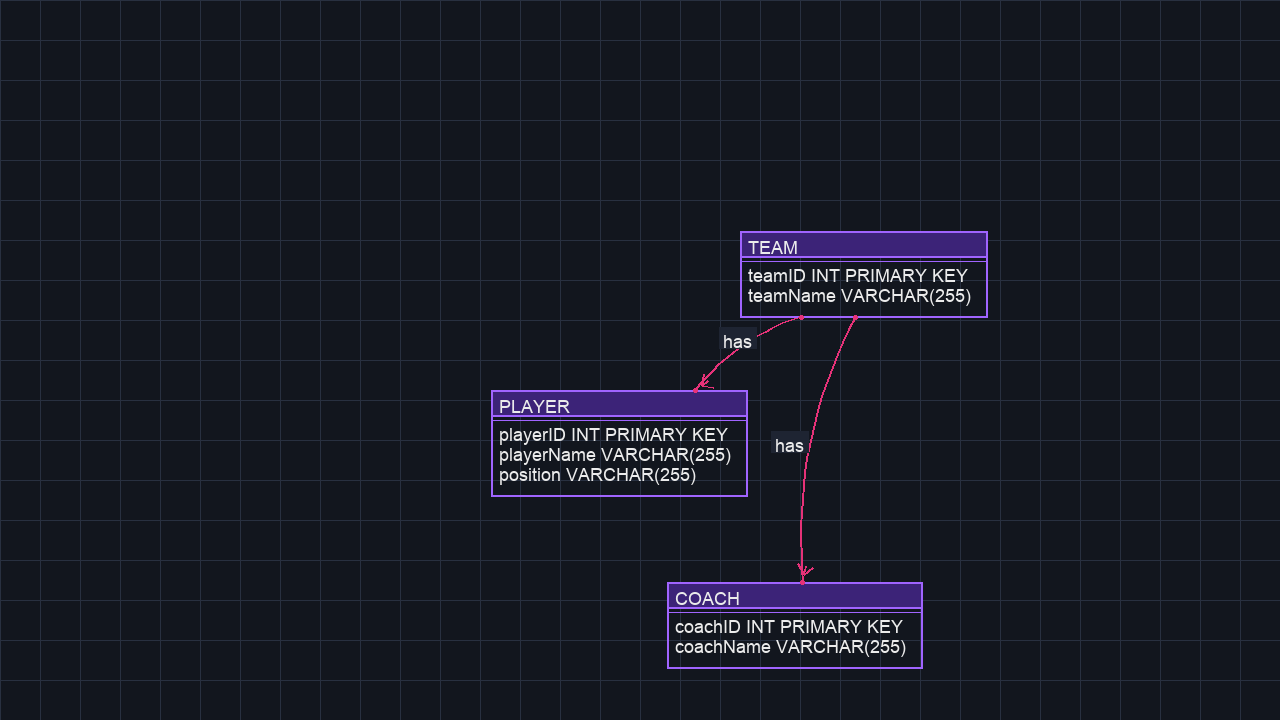 TEAM
teamID INT PRIMARY KEY
teamName VARCHAR(255)
has
PLAYER
playerID INT PRIMARY KEY
playerName VARCHAR(255)
position VARCHAR(255)
has
COACH
coachID INT PRIMARY KEY
coachName VARCHAR(255)